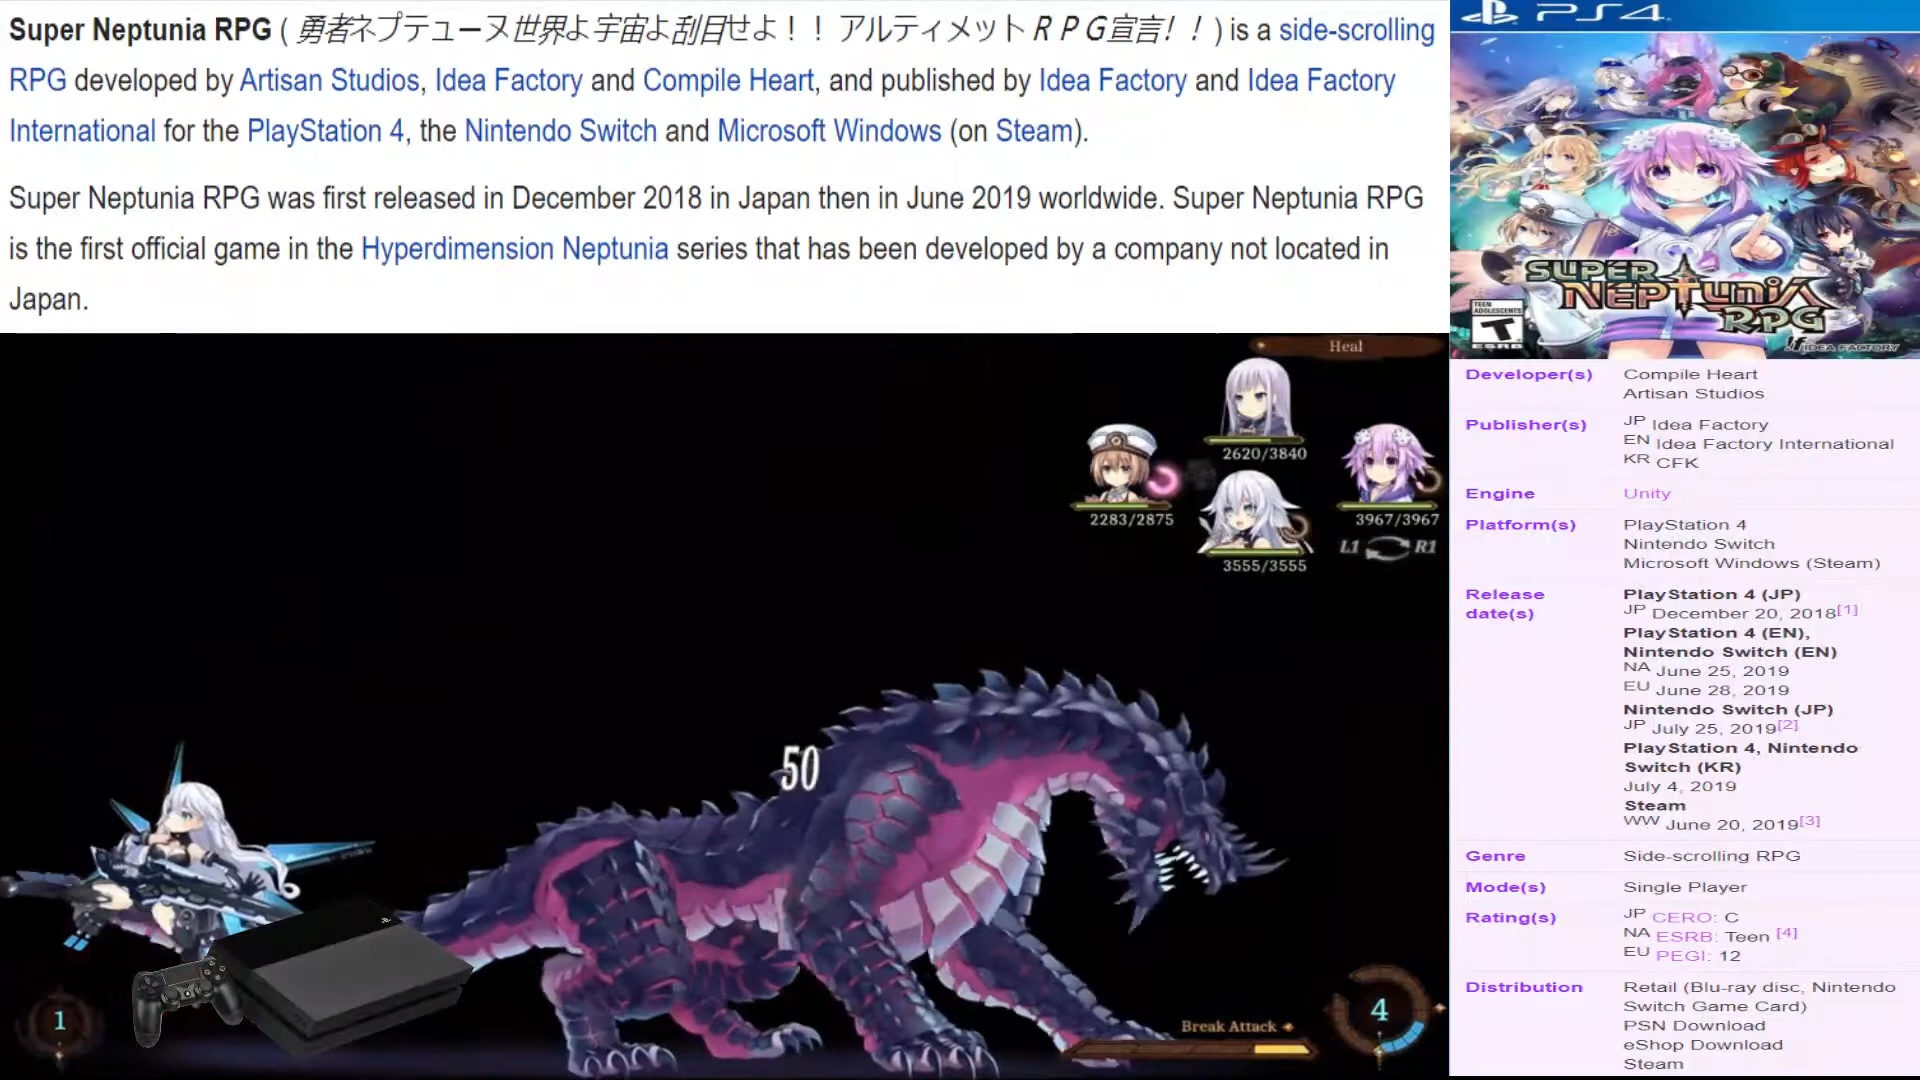 Super Neptunia RPG ( 勇者ネプテューヌ世界よ宇宙よ刮目せよ！！アルティメットＲＰＧ宣言！！) is a side-scrolling
RPG developed by Artisan Studios, Idea Factory and Compile Heart, and published by Idea Factory and Idea Factory
International for the PlayStation 4, the Nintendo Switch and Microsoft Windows (on Steam).
Super Neptunia RPG was first released in December 2018 in Japan then in June 2019 worldwide. Super Neptunia RPG
is the first official game in the Hyperdimension Neptunia series that has been developed by a company not located in
Japan.
PS4
SUPER
NEPTUNIA
RPG
TEEN
ADOLESCENTS
T
ESRB
IDEA FACTORY
Heal
2620/3840
2283/2875
3967/3967
3555/3555
L1 R1
50
1
Break Attack
4
Developer(s) Compile Heart
Artisan Studios
Publisher(s) JP Idea Factory
EN Idea Factory International
KR CFK
Engine Unity
Platform(s) PlayStation 4
Nintendo Switch
Microsoft Windows (Steam)
Release date(s) PlayStation 4 (JP)
JP December 20, 2018[1]
PlayStation 4 (EN),
Nintendo Switch (EN)
NA June 25, 2019
EU June 28, 2019
Nintendo Switch (JP)
JP July 25, 2019[2]
PlayStation 4, Nintendo
Switch (KR)
July 4, 2019
Steam
WW June 20, 2019[3]
Genre Side-scrolling RPG
Mode(s) Single Player
Rating(s) JP CERO: C
NA ESRB: Teen [4]
EU PEGI: 12
Distribution Retail (Blu-ray disc, Nintendo
Switch Game Card)
PSN Download
eShop Download
Steam